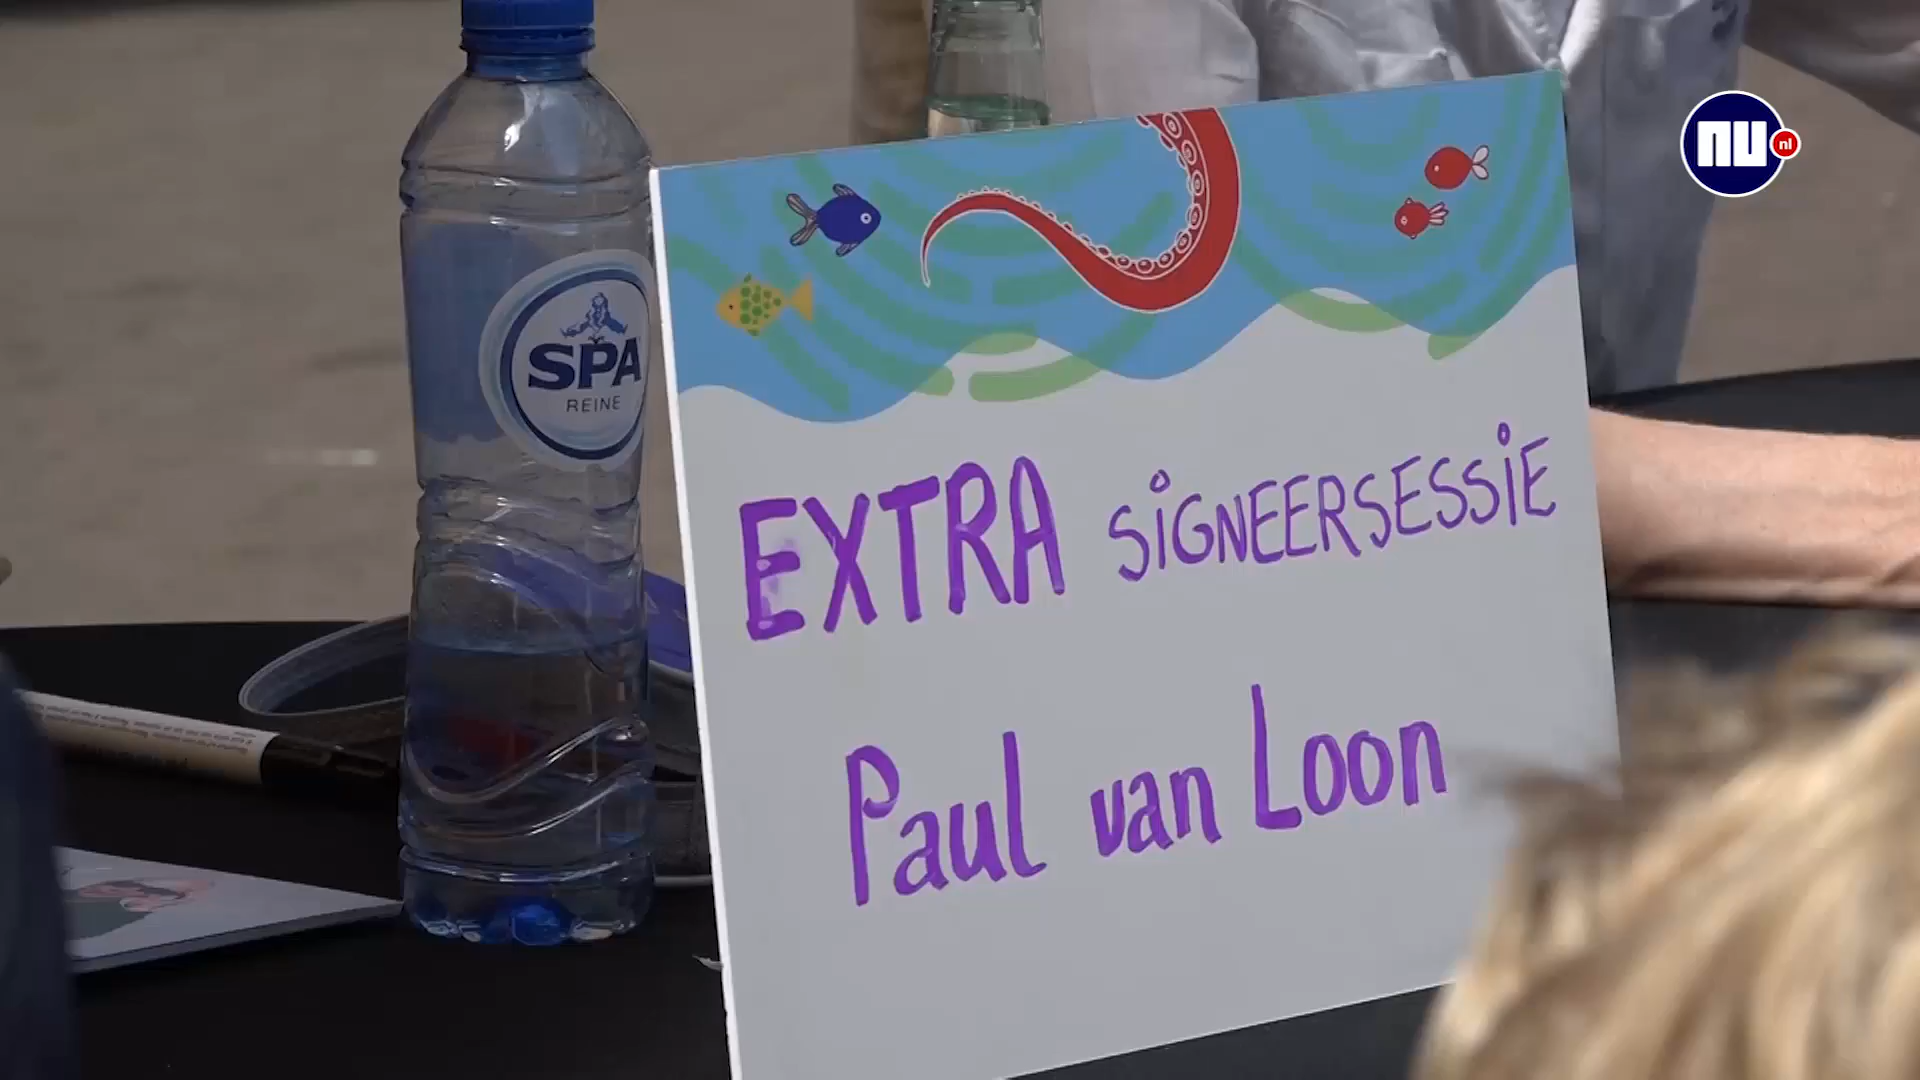 nu nl
SPA
REINE
EXTRA SiGNEERSESSiE
Paul van Loon